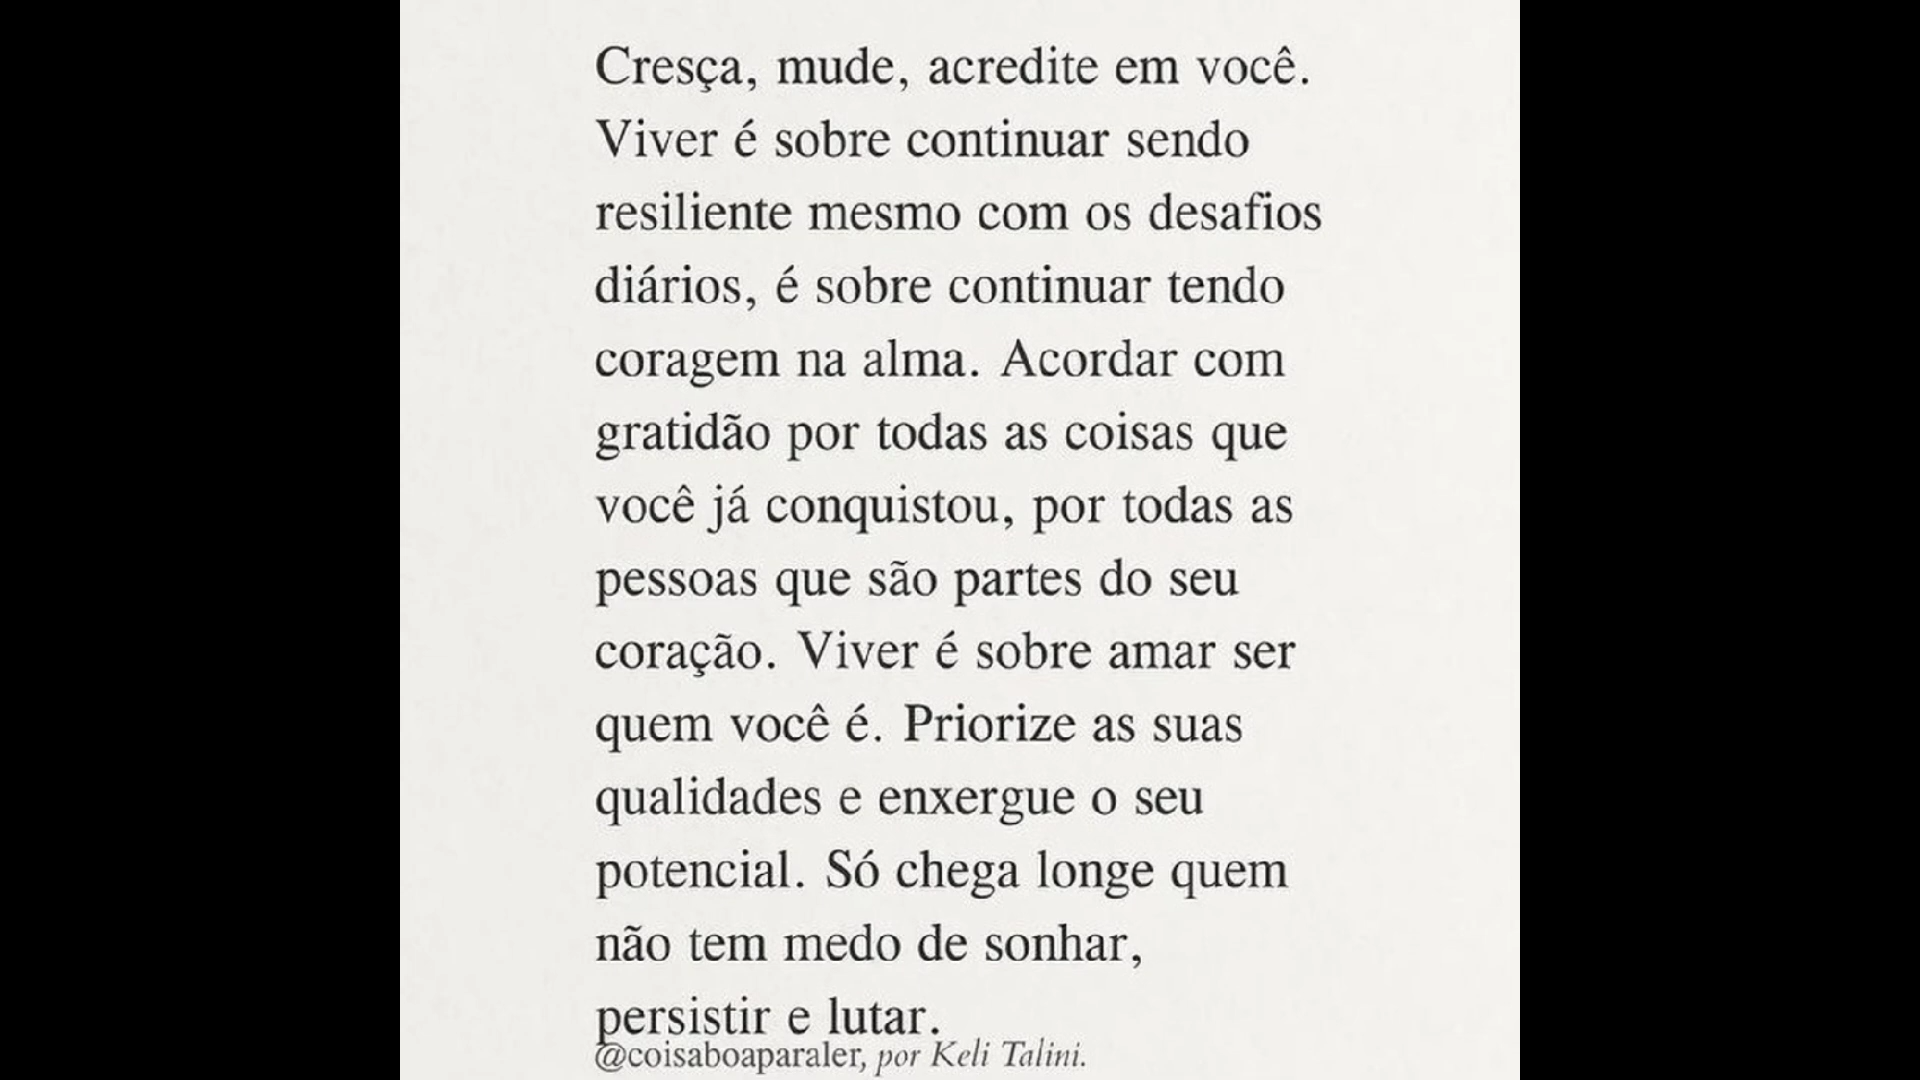 Cresça, mude, acredite em você.
Viver é sobre continuar sendo
resiliente mesmo com os desafios
diários, é sobre continuar tendo
coragem na alma. Acordar com
gratidão por todas as coisas que
você já conquistou, por todas as
pessoas que são partes do seu
coração. Viver é sobre amar ser
quem você é. Priorize as suas
qualidades e enxergue o seu
potencial. Só chega longe quem
não tem medo de sonhar,
persistir e lutar.
@coisaboaparaler, por Keli Talini.